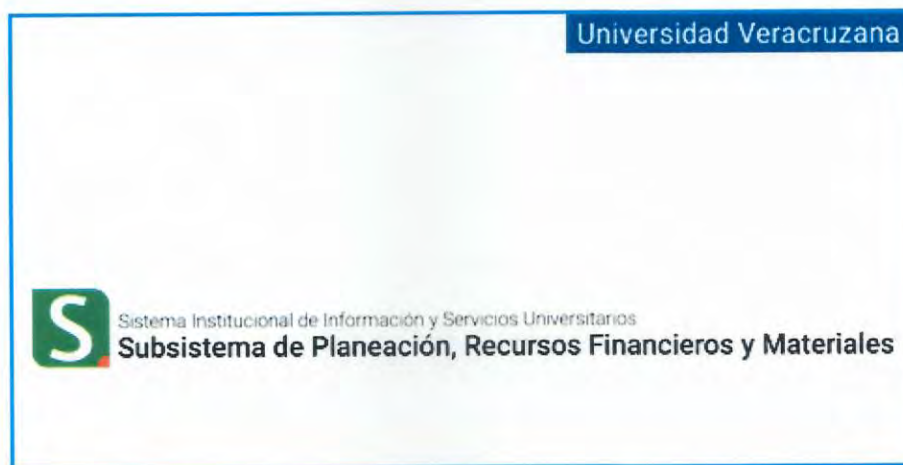 Universidad Veracruzana
S
Sistema Institucional de Información y Servicios Universitarios
Subsistema de Planeación, Recursos Financieros y Materiales